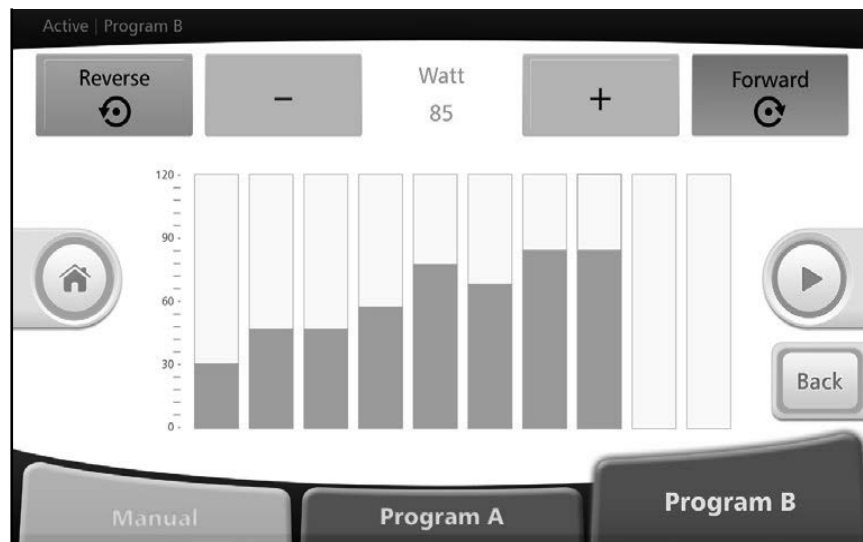 Active | Program B
Reverse
−
Watt
85
+
Forward
120
90
60
30
0
Back
Manual
Program A
Program B